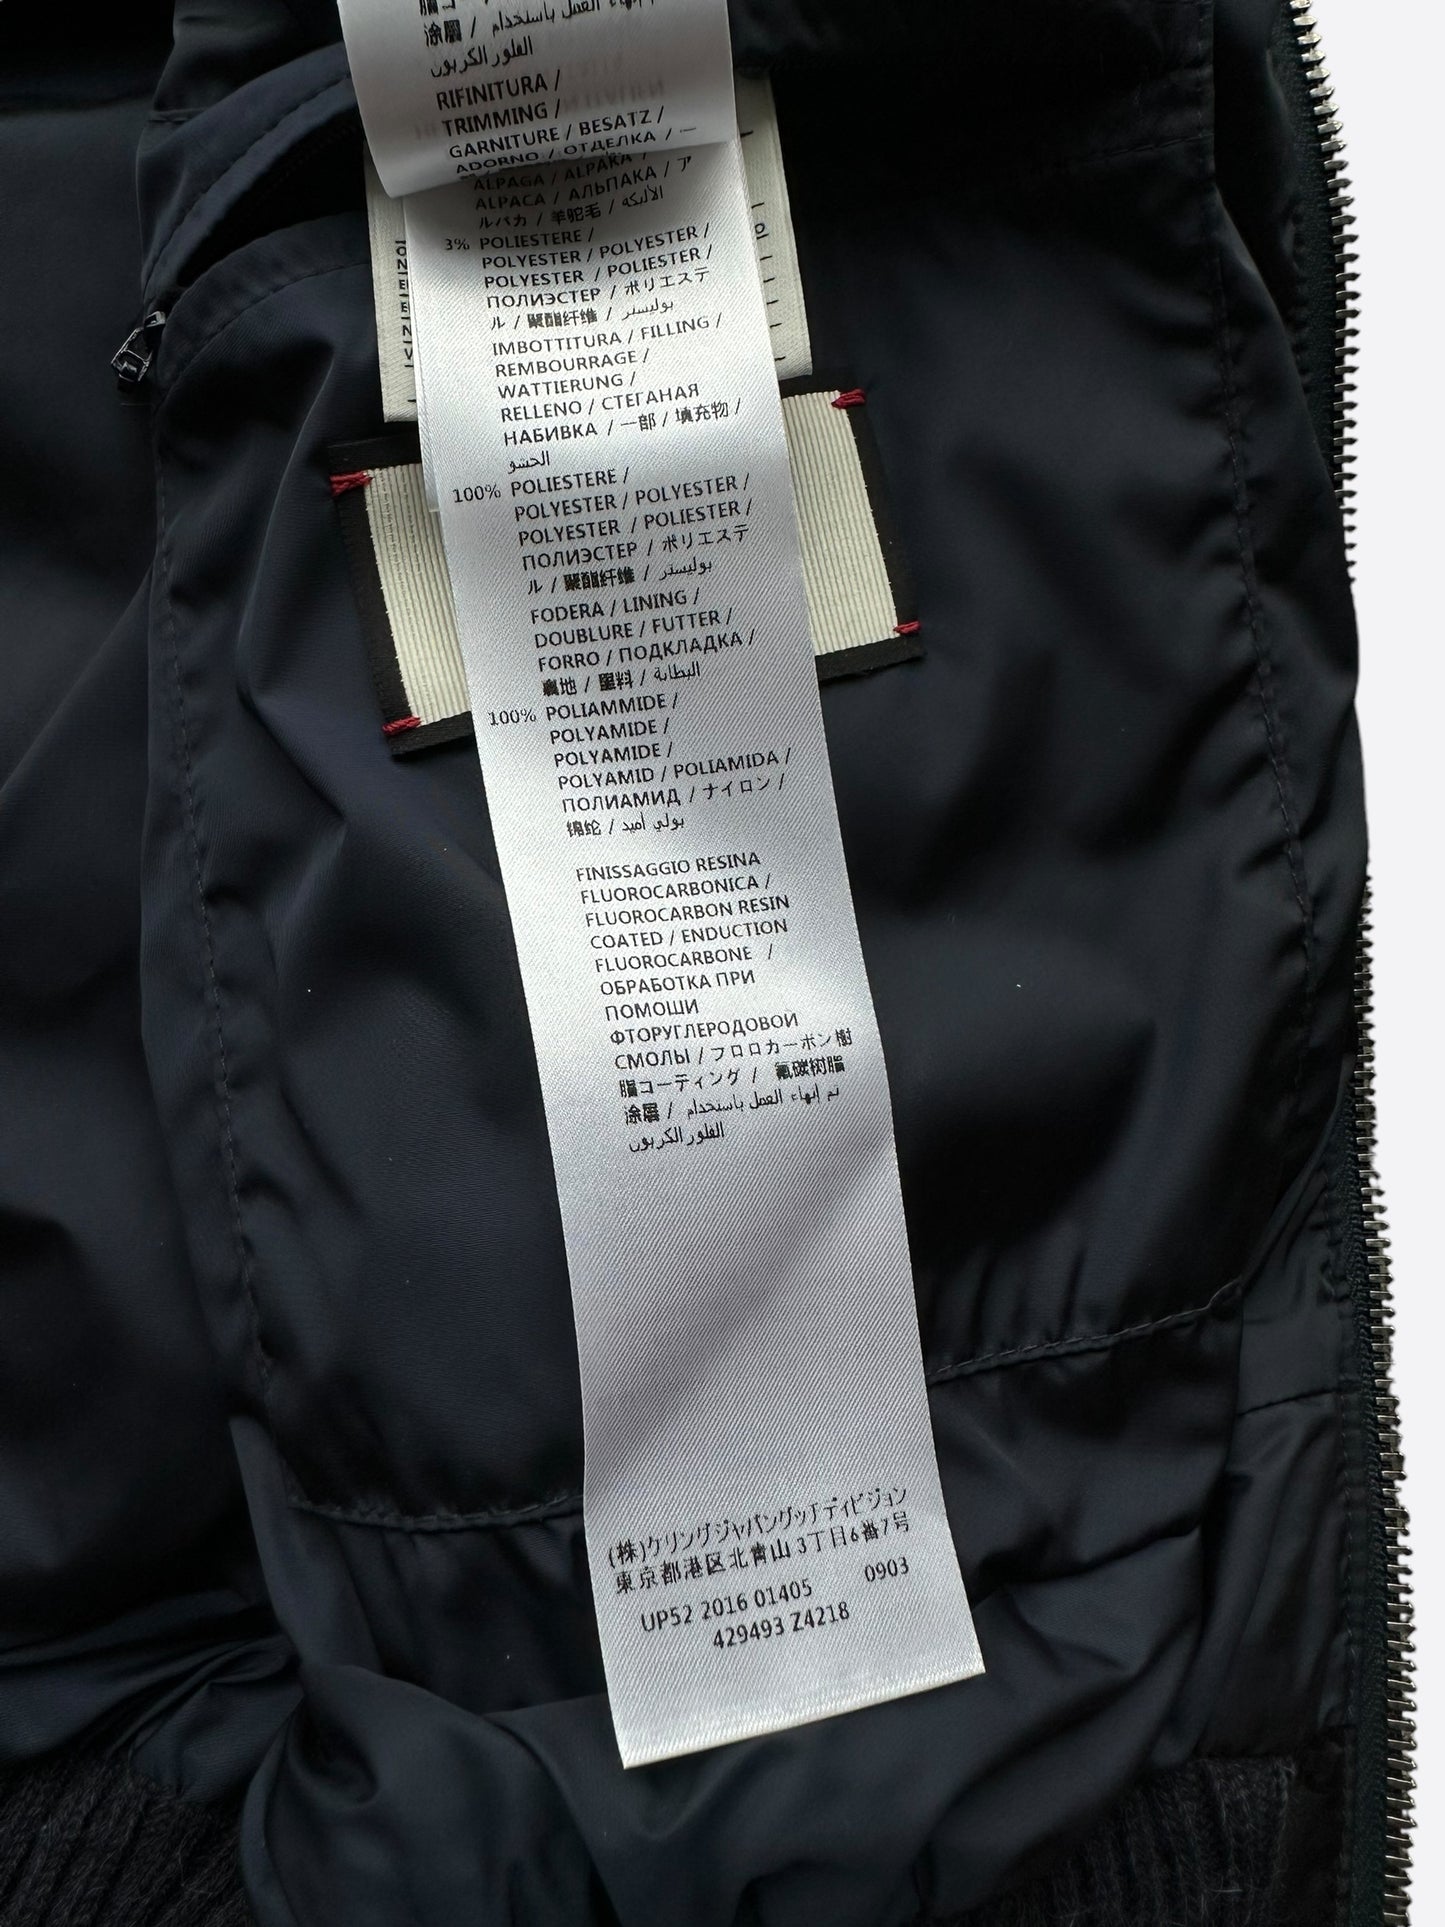 涂層 / تم إنهاء العمل باستخدام
الفلور الكربون
RIFINITURA /
TRIMMING /
GARNITURE / BESATZ /
ADORNO / ОТДЕЛКА / 一
ALPAGA / ALPAKA /
ALPACA / АЛЬПАКА / ア
ルパカ / 羊驼毛 / الألبكة
3% POLIESTERE /
POLYESTER / POLYESTER /
POLYESTER / POLIESTER /
ПОЛИЭСТЕР / ポリエステ
ル / 聚酯纤维 / بوليستر
IMBOTTITURA / FILLING /
REMBOURRAGE /
WATTIERUNG /
RELLENO / СТЕГАНАЯ
НАБИВКА / 一部 / 填充物 /
الحشو
100% POLIESTERE /
POLYESTER / POLYESTER /
POLYESTER / POLIESTER /
ПОЛИЭСТЕР / ポリエステ
ル / 聚酯纤维 / بوليستر
FODERA / LINING /
DOUBLURE / FUTTER /
FORRO / ПОДКЛАДКА /
裏地 / 里料 / البطانة
100% POLIAMMIDE /
POLYAMIDE /
POLYAMIDE /
POLYAMID / POLIAMIDA /
ПОЛИАМИД / ナイロン /
锦纶 / بولي أميد
FINISSAGGIO RESINA
FLUOROCARBONICA /
FLUOROCARBON RESIN
COATED / ENDUCTION
FLUOROCARBONE /
ОБРАБОТКА ПРИ
ПОМОШИ
ФТОРУГЛЕРОДОВОЙ
СМОЛЫ / フロロカーボン樹
脂コーティング / 氟碳树脂
涂層 / تم إنهاء العمل باستخدام
الفلور الكربون
(株)ケリングジャパングッチディビジョン
東京都港区北青山3丁目6番7号
UP52 2016 01405 0903
429493 Z4218